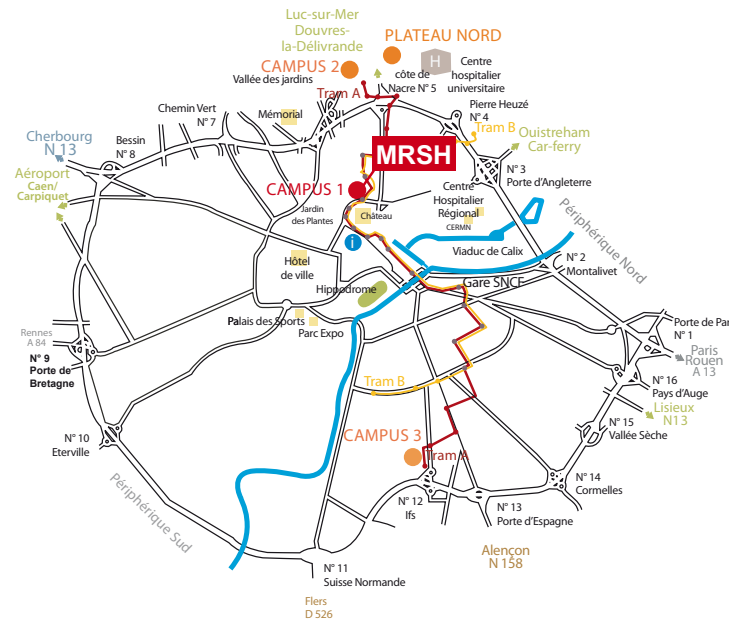 Luc-sur-Mer
Douvres-
la-Délivrande
PLATEAU NORD
H
Centre
hospitalier
universitaire
CAMPUS 2
Vallée des jardins
côte de
Nacre N° 5
Tram A
Chemin Vert
N° 7
Mémorial
Pierre Heuzé
N° 4
Tram B
Ouistreham
Car-ferry
Cherbourg
N 13
Bessin
N° 8
MRSH
N° 3
Porte d'Angleterre
Aéroport
Caen/
Carpiquet
CAMPUS 1
Centre
Hospitalier
Régional
CERMN
Jardin
des Plantes
Château
Périphérique Nord
i
Viaduc de Calix
Hôtel
de ville
N° 2
Montalivet
Hippodrome
Gare SNCF
Palais des Sports
Parc Expo
Porte de Par
N° 1
Rennes
A 84
N° 9
Porte de
Bretagne
Paris
Rouen
A 13
N° 16
Pays d'Auge
Tram B
Lisieux
N13
N° 15
Vallée Sèche
N° 10
Eterville
CAMPUS 3
Tram A
Périphérique Sud
N° 14
Cormelles
N° 12
Ifs
N° 13
Porte d'Espagne
Alençon
N 158
N° 11
Suisse Normande
Flers
D 526